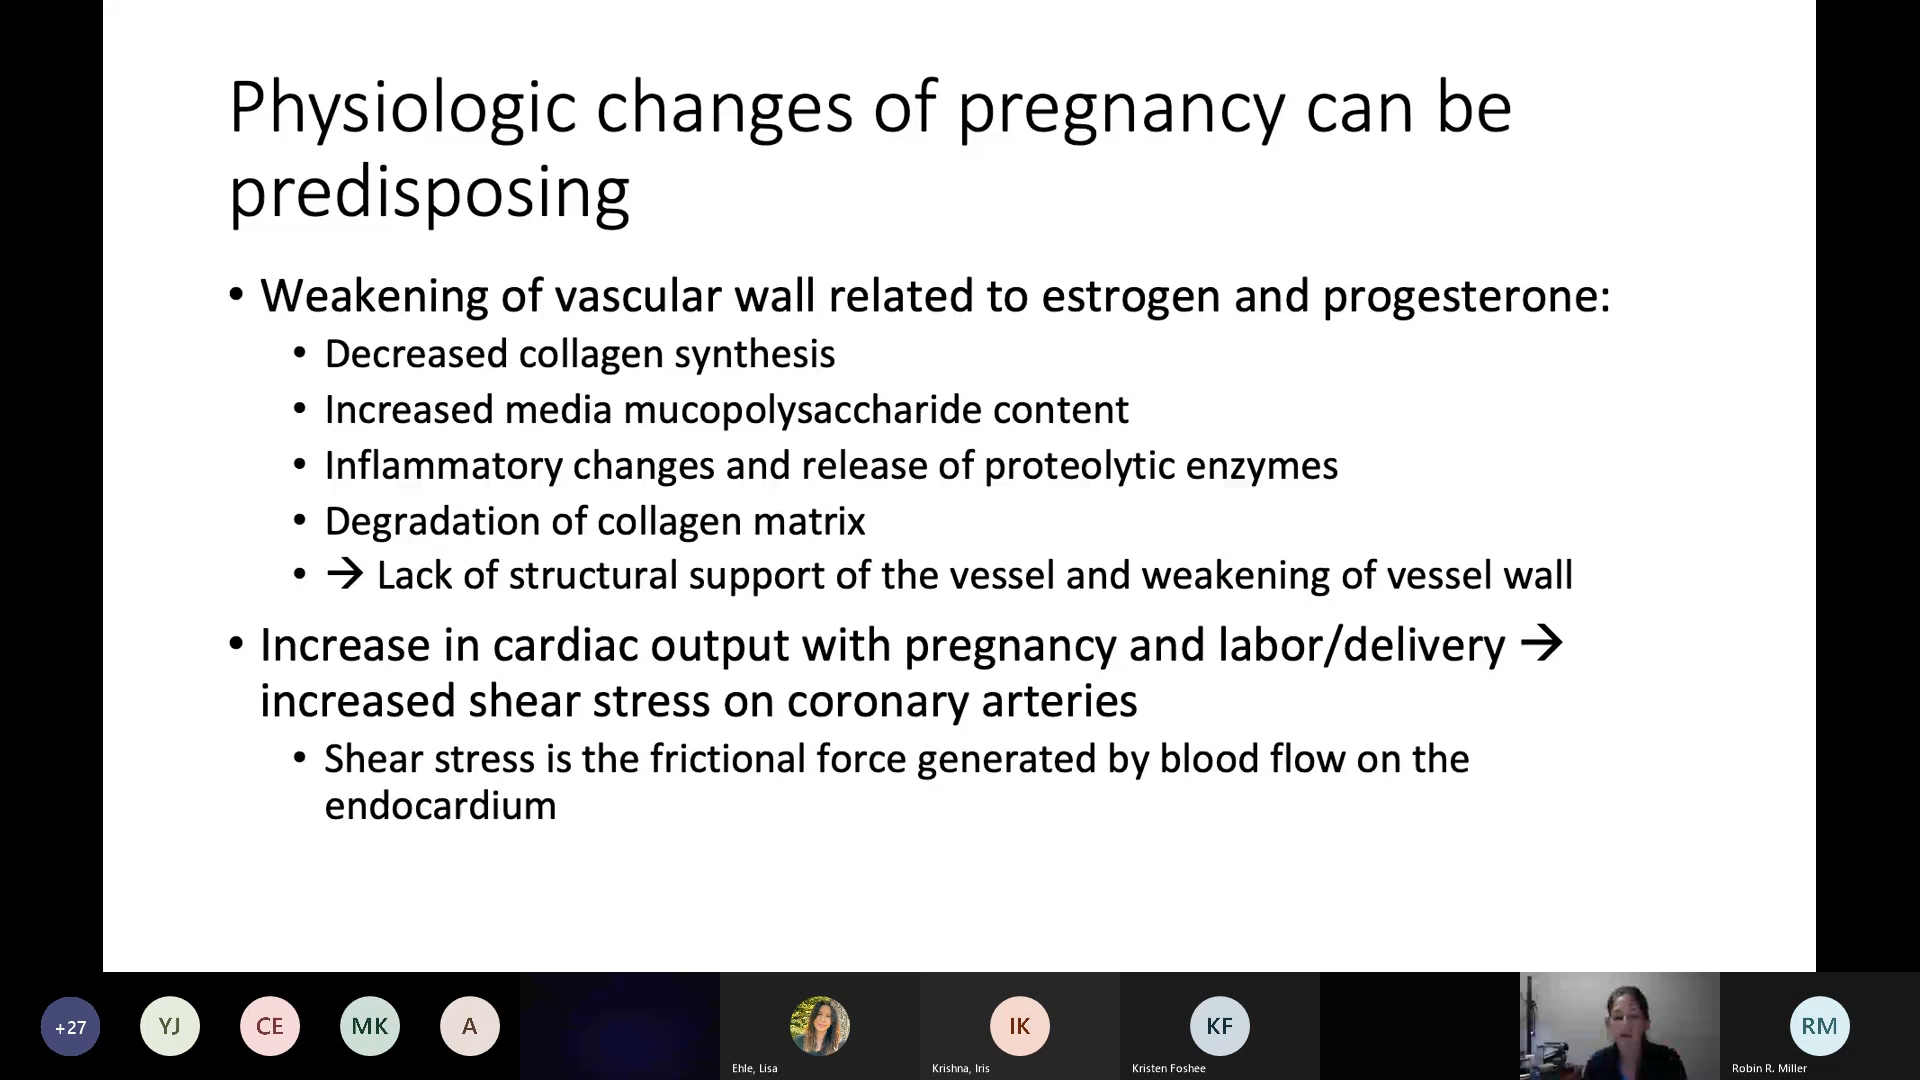 Physiologic changes of pregnancy can be
predisposing
• Weakening of vascular wall related to estrogen and progesterone:
• Decreased collagen synthesis
• Increased media mucopolysaccharide content
• Inflammatory changes and release of proteolytic enzymes
• Degradation of collagen matrix
• → Lack of structural support of the vessel and weakening of vessel wall
• Increase in cardiac output with pregnancy and labor/delivery →
increased shear stress on coronary arteries
• Shear stress is the frictional force generated by blood flow on the
endocardium
+27 YJ CE MK A IK KF RM
Ehle, Lisa Krishna, Iris Kristen Foshee Robin R. Miller